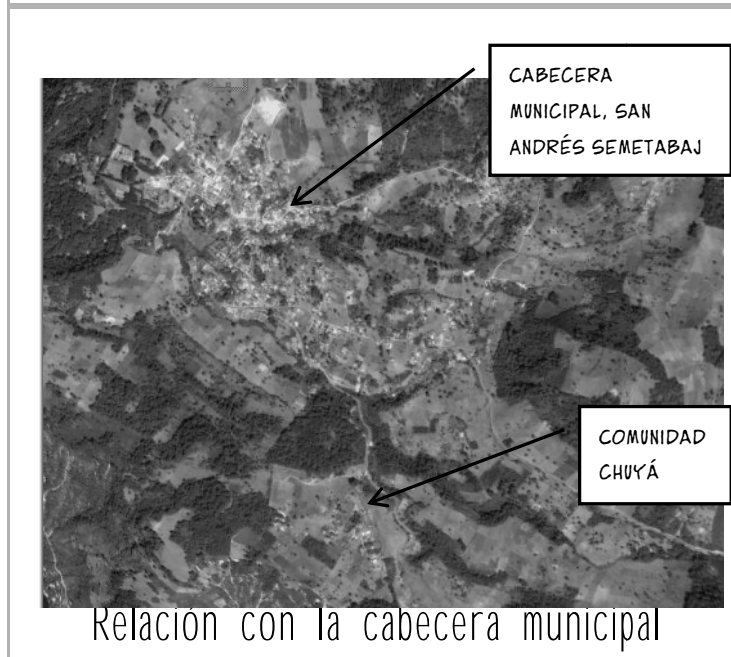 CABECERA
MUNICIPAL, SAN
ANDRÉS SEMETABAJ
COMUNIDAD
CHUYÁ
Relación con la cabecera municipal